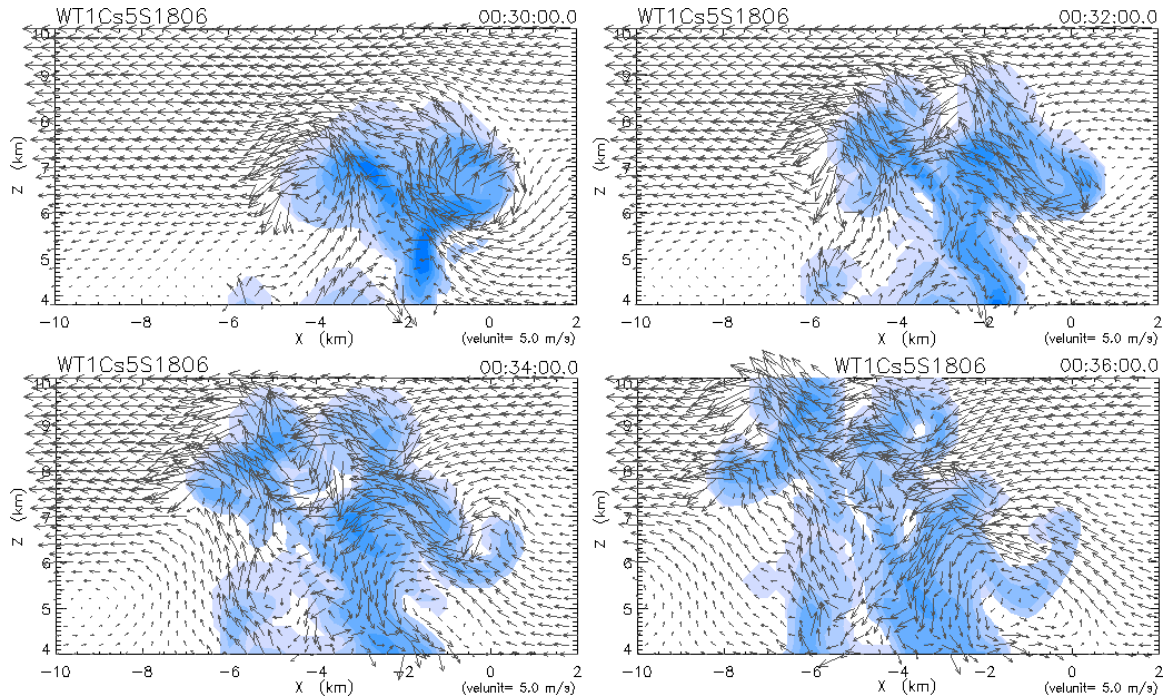 WT1Cs5S1806 00:30:00.0
10
9
8
7
6
5
4
Z (km)
−10 −8 −6 −4 −2 0 2
X (km) (velunit= 5.0 m/s)
WT1Cs5S1806 00:32:00.0
10
9
8
7
6
5
4
Z (km)
−10 −8 −6 −4 −2 0 2
X (km) (velunit= 5.0 m/s)
WT1Cs5S1806 00:34:00.0
10
9
8
7
6
5
4
Z (km)
−10 −8 −6 −4 −2 0 2
X (km) (velunit= 5.0 m/s)
WT1Cs5S1806 00:36:00.0
10
9
8
7
6
5
4
Z (km)
−10 −8 −6 −4 −2 0 2
X (km) (velunit= 5.0 m/s)